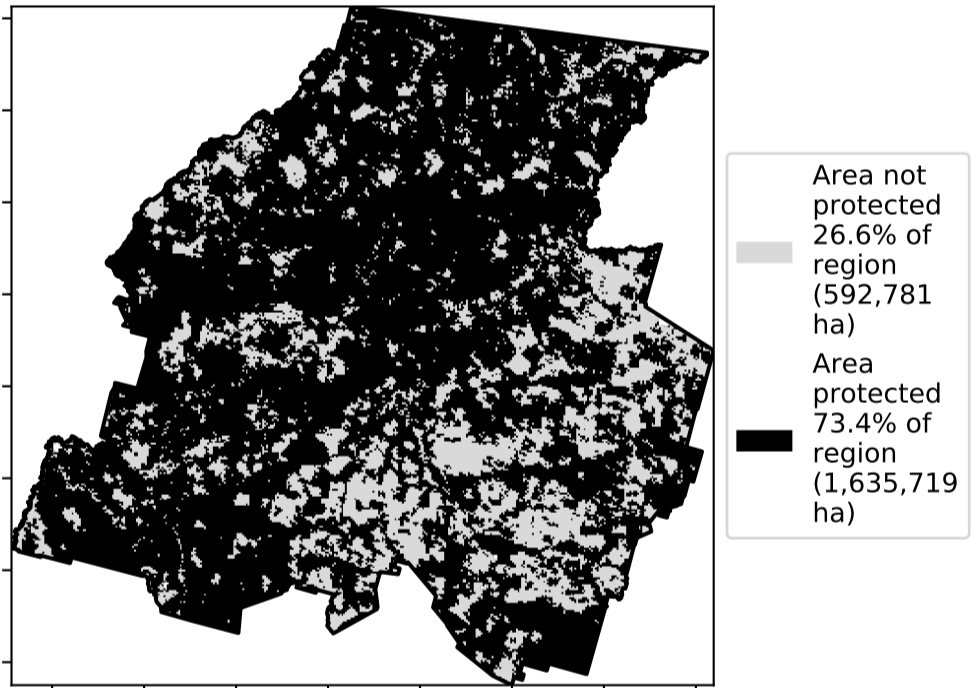 Area not
protected
26.6% of
region
(592,781
ha)
Area
protected
73.4% of
region
(1,635,719
ha)